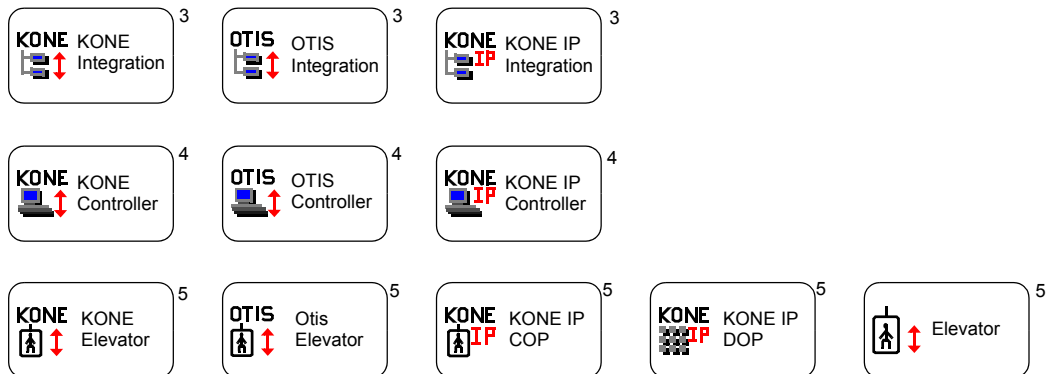 3
KONE KONE
Integration
3
OTIS OTIS
Integration
3
KONE KONE IP
IP Integration
4
KONE KONE
Controller
4
OTIS OTIS
Controller
4
KONE KONE IP
IP Controller
5
KONE KONE
Elevator
5
OTIS Otis
Elevator
5
KONE KONE IP
IP COP
5
KONE KONE IP
IP DOP
5
Elevator